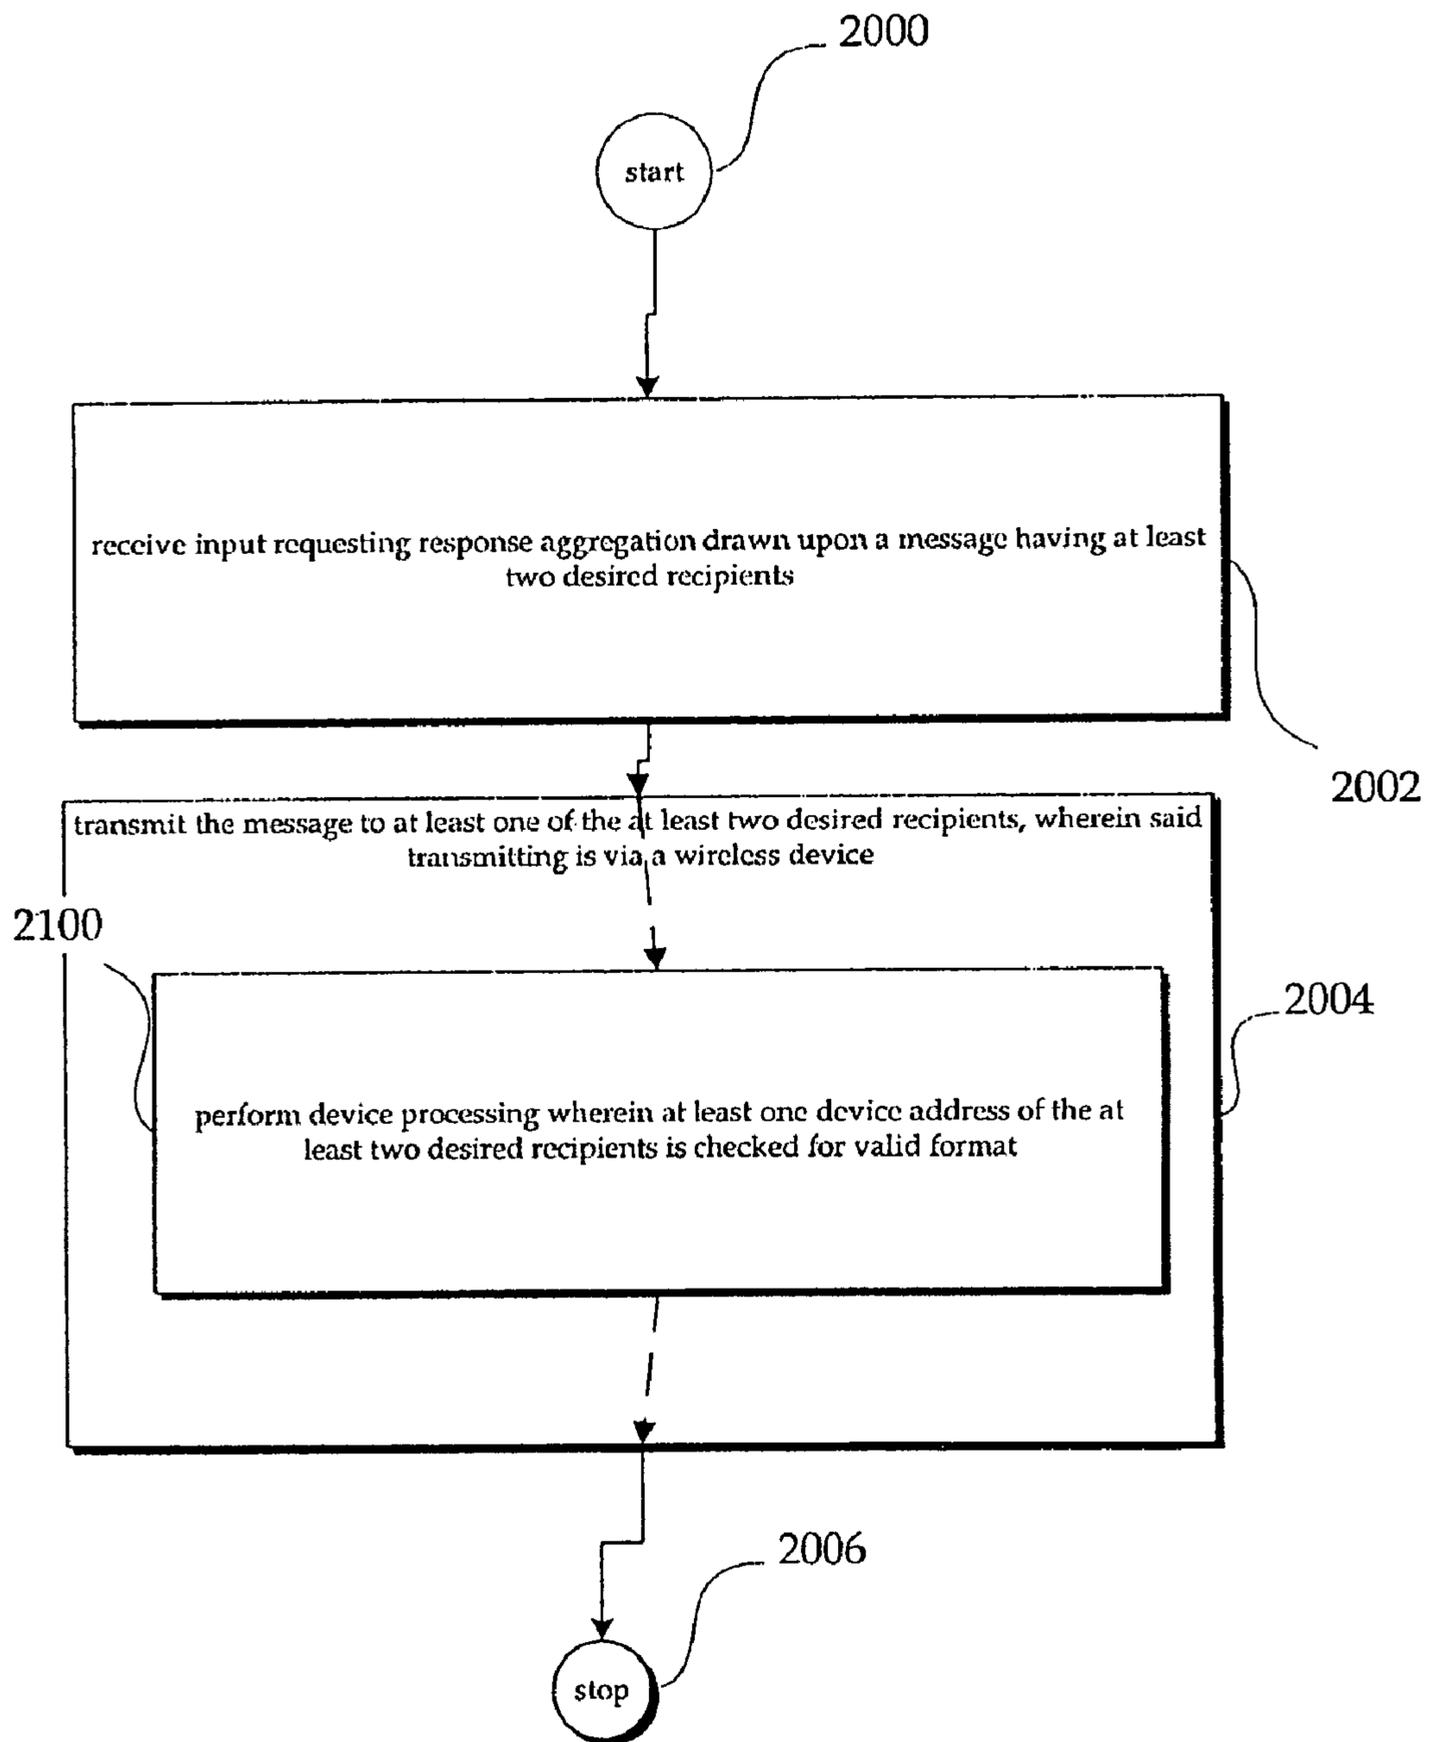 2000
start
receive input requesting response aggregation drawn upon a message having at least
two desired recipients
2002
transmit the message to at least one of the at least two desired recipients, wherein said
transmitting is via a wireless device
2100
2004
perform device processing wherein at least one device address of the at
least two desired recipients is checked for valid format
2006
stop